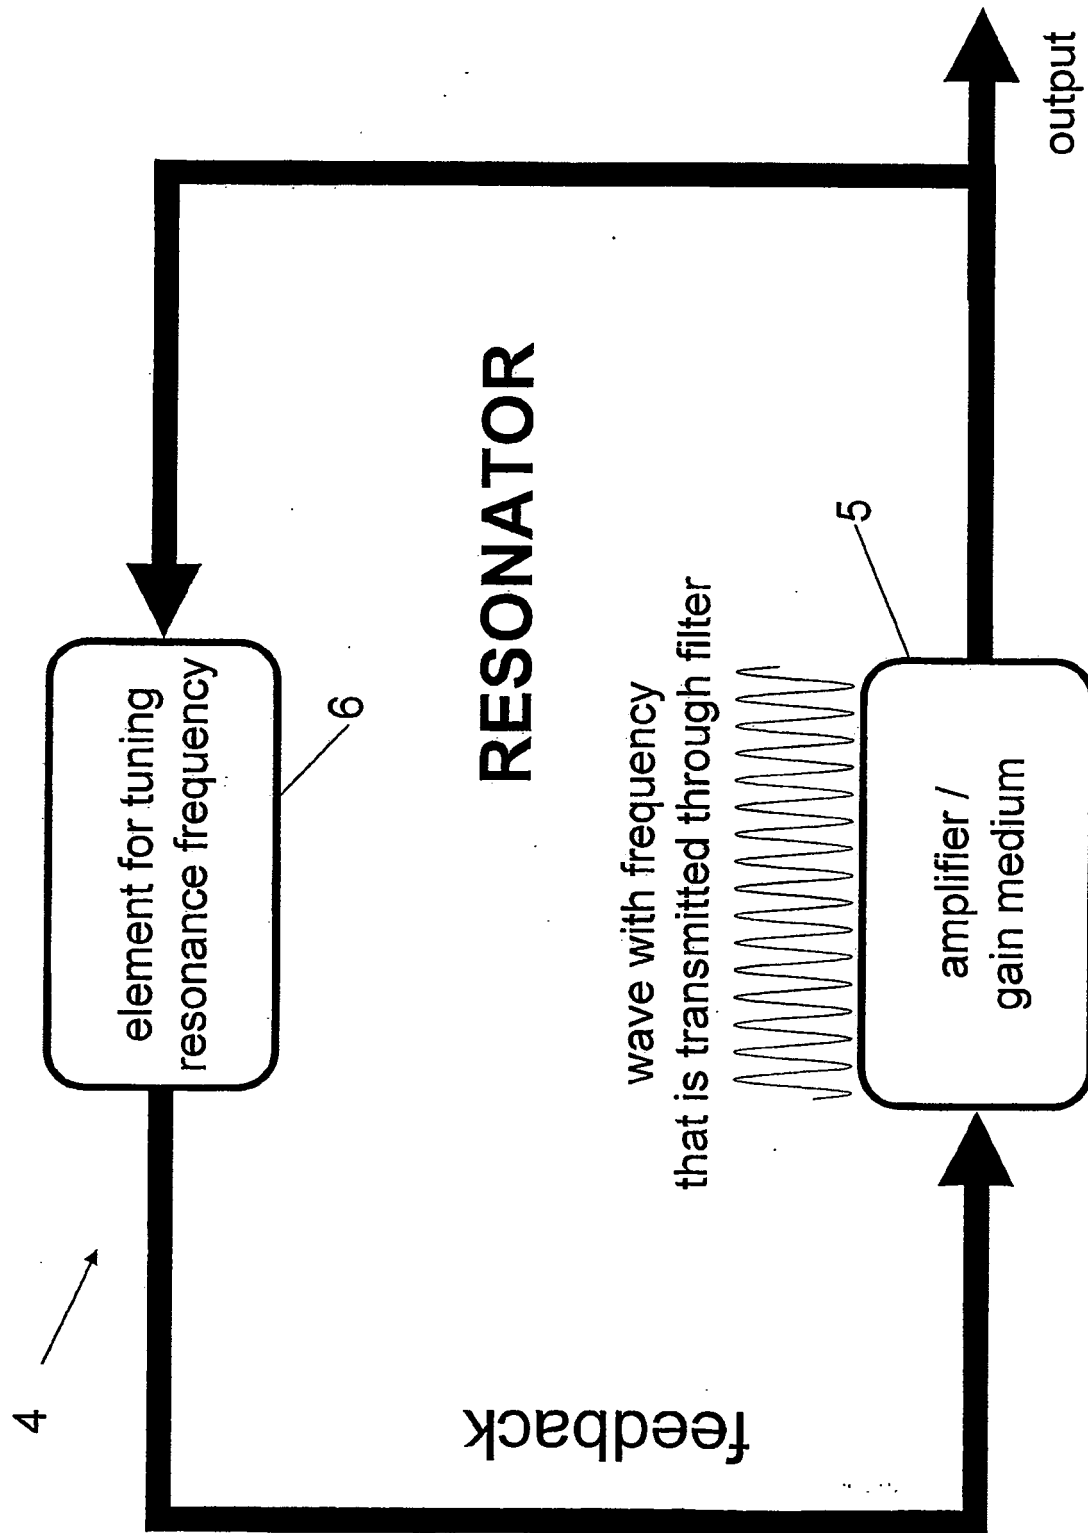 4
element for tuning
resonance frequency
6
RESONATOR
feedback
wave with frequency
that is transmitted through filter
5
amplifier /
gain medium
output